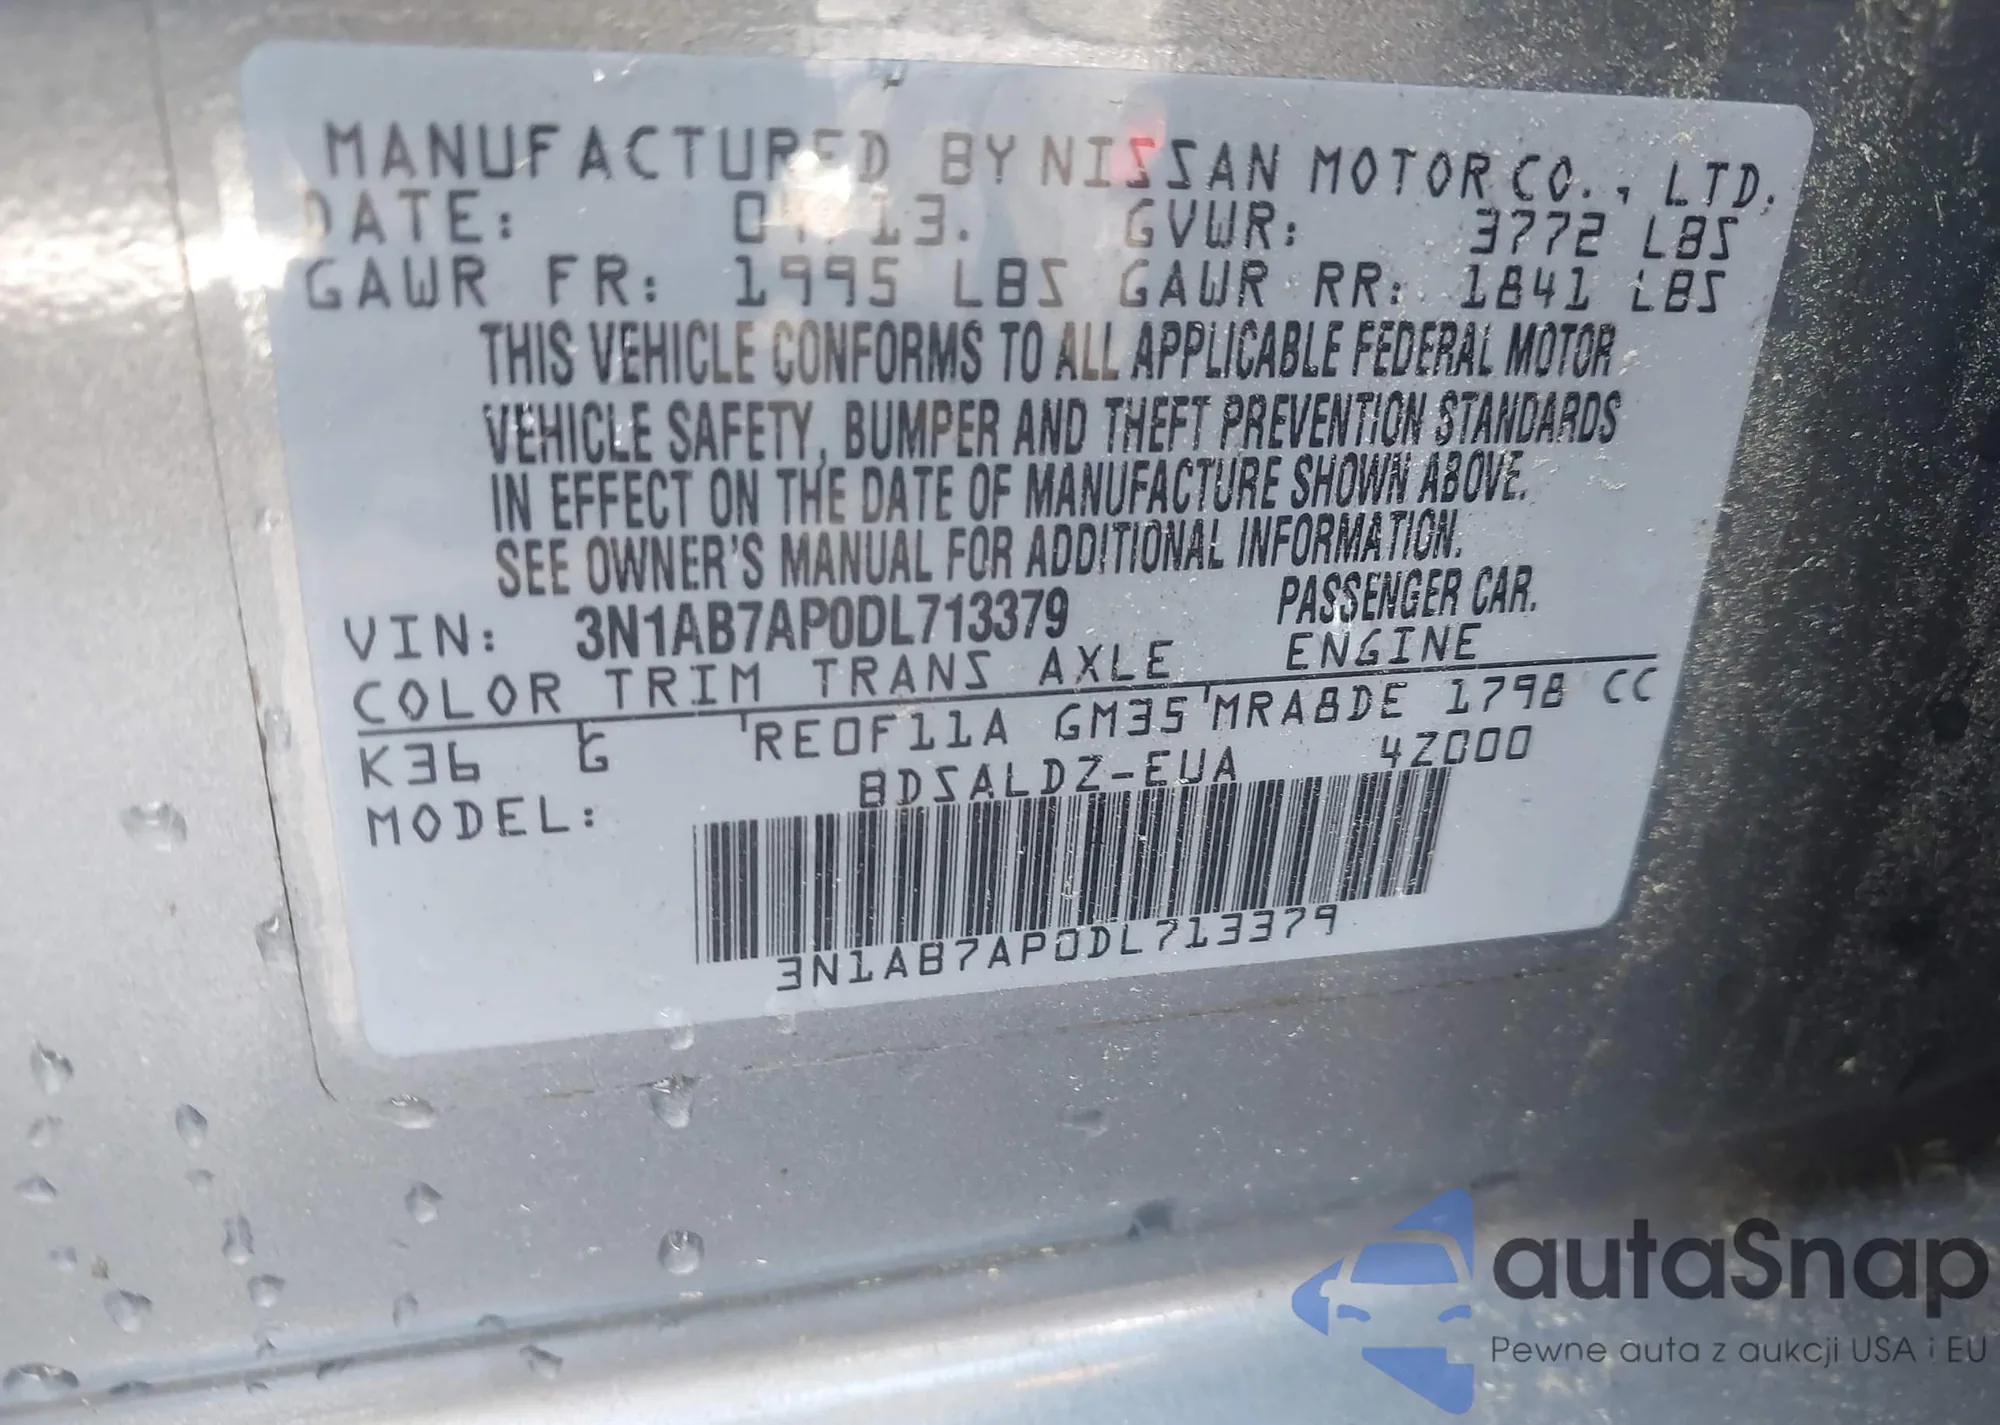 MANUFACTURED BY NISSAN MOTOR CO., LTD.
DATE: 13. GVWR: 3772 LBS
GAWR FR: 1995 LBS GAWR RR: 1841 LBS
THIS VEHICLE CONFORMS TO ALL APPLICABLE FEDERAL MOTOR
VEHICLE SAFETY, BUMPER AND THEFT PREVENTION STANDARDS
IN EFFECT ON THE DATE OF MANUFACTURE SHOWN ABOVE.
SEE OWNER'S MANUAL FOR ADDITIONAL INFORMATION.
VIN: 3N1AB7AP0DL713379 PASSENGER CAR.
COLOR TRIM TRANS AXLE ENGINE
K36 G RE0F11A GM35 MRA8DE 1798 CC
MODEL: BDSALDZ-EUA 4Z000
3N1AB7AP0DL713379
autaSnap
Pewne auta z aukcji USA i EU